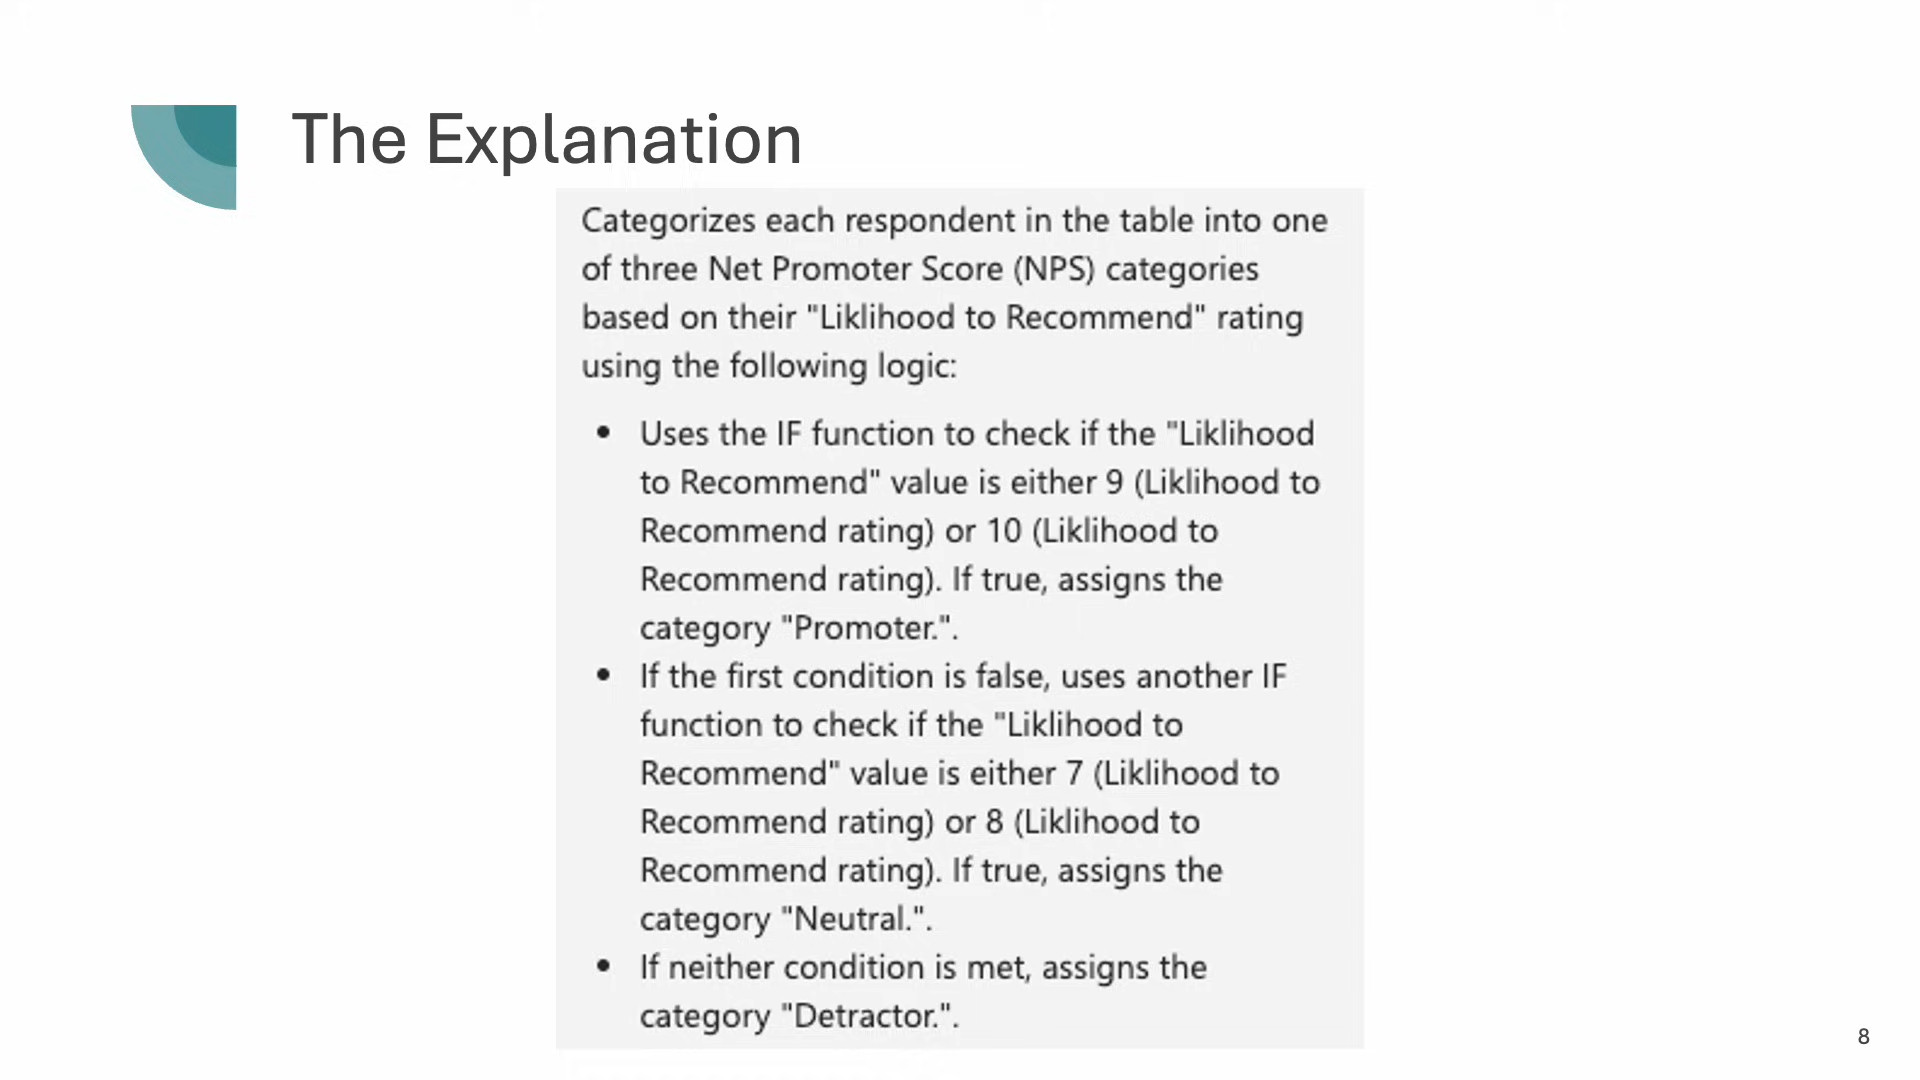 The Explanation
Categorizes each respondent in the table into one
of three Net Promoter Score (NPS) categories
based on their "Liklihood to Recommend" rating
using the following logic:
• Uses the IF function to check if the "Liklihood
to Recommend" value is either 9 (Liklihood to
Recommend rating) or 10 (Liklihood to
Recommend rating). If true, assigns the
category "Promoter.".
• If the first condition is false, uses another IF
function to check if the "Liklihood to
Recommend" value is either 7 (Liklihood to
Recommend rating) or 8 (Liklihood to
Recommend rating). If true, assigns the
category "Neutral.".
• If neither condition is met, assigns the
category "Detractor.".
8